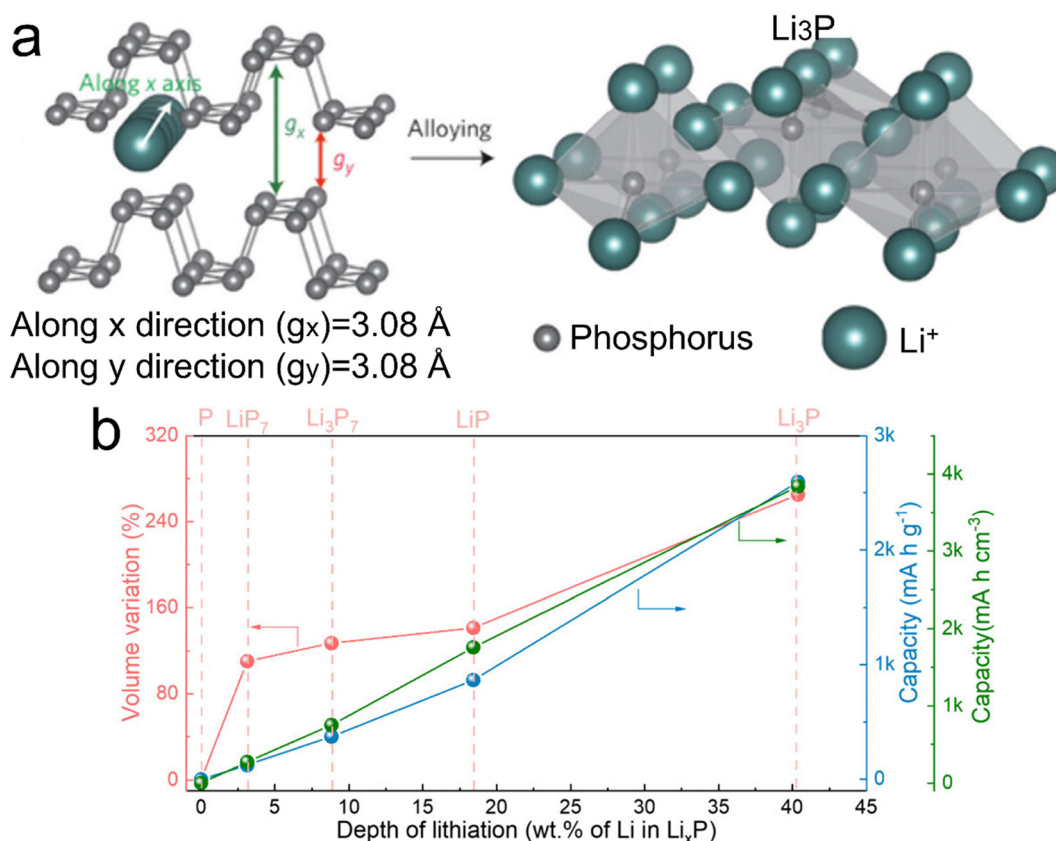 a
Along x axis
gx
gy
Alloying
Li3P
Along x direction (gx)=3.08 Å
Along y direction (gy)=3.08 Å
Phosphorus
Li⁺
b
P LiP₇ Li₃P₇ LiP Li₃P
320
240
160
80
0
Volume variation (%)
3k
2k
1k
0
Capacity (mA h g⁻¹)
4k
3k
2k
1k
0
Capacity(mA h cm⁻³)
0 5 10 15 20 25 30 35 40 45
Depth of lithiation (wt.% of Li in LiₓP)